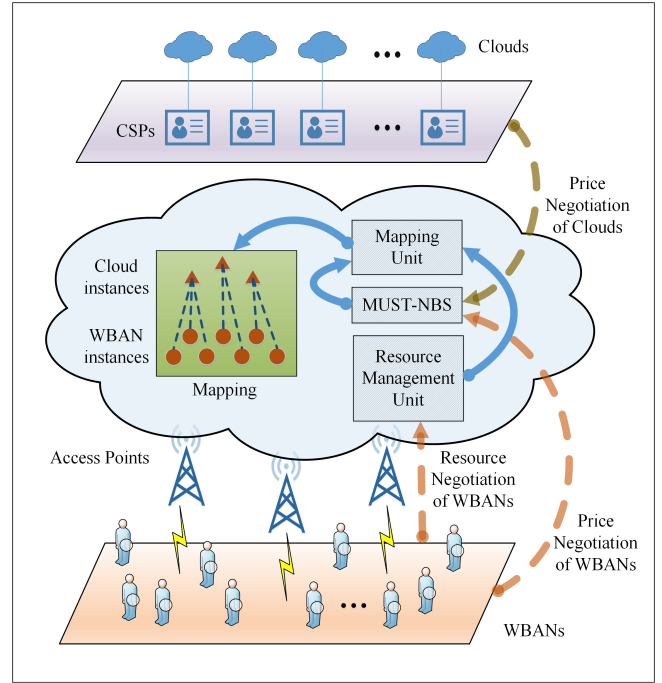 Clouds
CSPs
Price
Negotiation
of Clouds
Mapping
Unit
Cloud
instances
MUST-NBS
WBAN
instances
Resource
Management
Unit
Mapping
Access Points
Resource
Negotiation
of WBANs
Price
Negotiation
of WBANs
WBANs